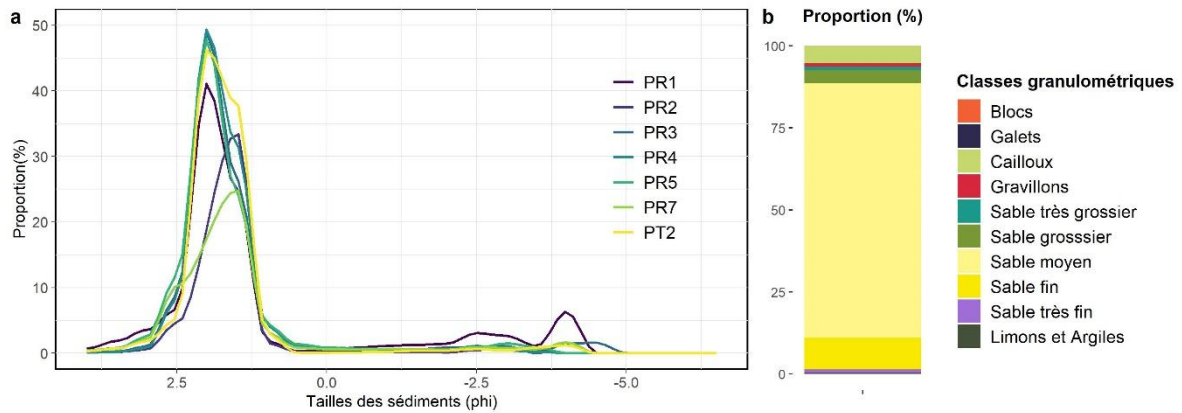 a
50
40
30
20
10
0
Proportion(%)
2.5
0.0
-2.5
-5.0
Tailles des sédiments (phi)
PR1
PR2
PR3
PR4
PR5
PR7
PT2
b
Proportion (%)
100
75
50
25
0
Classes granulométriques
Blocs
Galets
Cailloux
Gravillons
Sable très grossier
Sable grosssier
Sable moyen
Sable fin
Sable très fin
Limons et Argiles